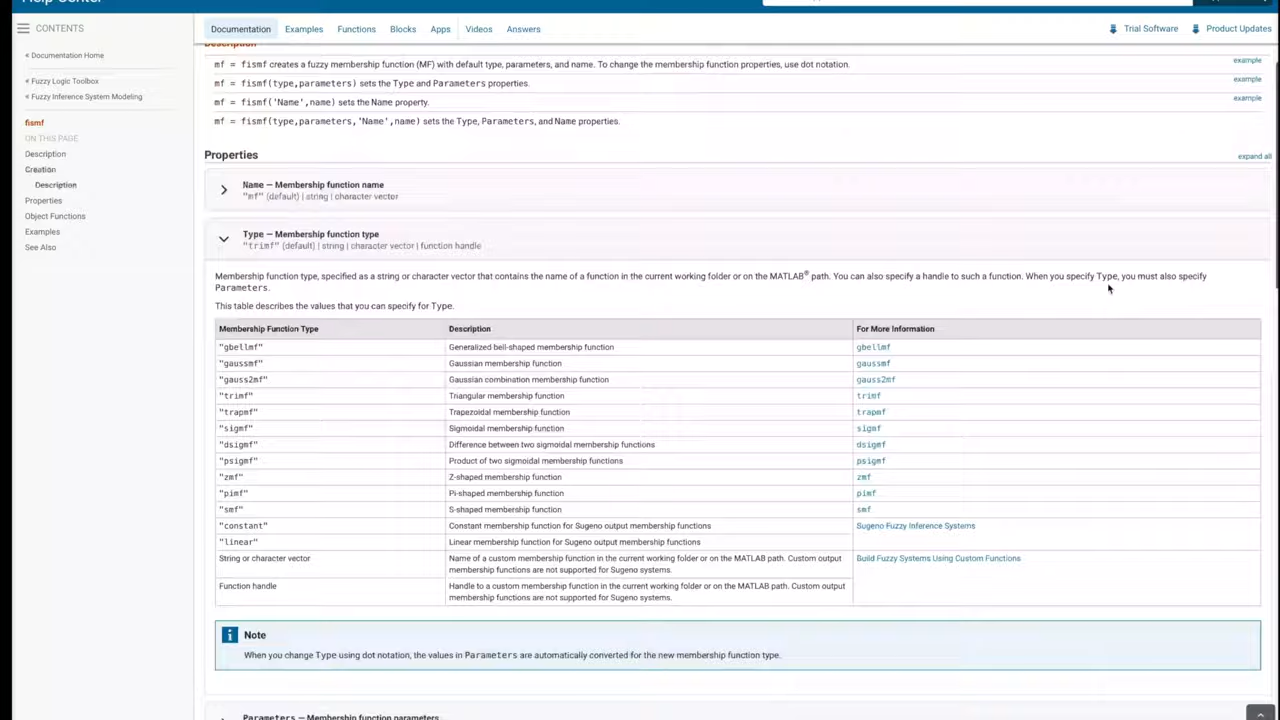 Help Center
CONTENTS
Documentation Examples Functions Blocks Apps Videos Answers
Trial Software Product Updates
« Documentation Home
« Fuzzy Logic Toolbox
« Fuzzy Inference System Modeling
fismf
ON THIS PAGE
Description
Creation
Description
Properties
Object Functions
Examples
See Also
Description
mf = fismf creates a fuzzy membership function (MF) with default type, parameters, and name. To change the membership function properties, use dot notation. example
mf = fismf(type,parameters) sets the Type and Parameters properties. example
mf = fismf('Name',name) sets the Name property. example
mf = fismf(type,parameters,'Name',name) sets the Type, Parameters, and Name properties.
Properties
expand all
Name — Membership function name
"mf" (default) | string | character vector
Type — Membership function type
"trimf" (default) | string | character vector | function handle
Membership function type, specified as a string or character vector that contains the name of a function in the current working folder or on the MATLAB® path. You can also specify a handle to such a function. When you specify Type, you must also specify
Parameters.
This table describes the values that you can specify for Type.
Membership Function Type Description For More Information
"gbellmf" Generalized bell-shaped membership function gbellmf
"gaussmf" Gaussian membership function gaussmf
"gauss2mf" Gaussian combination membership function gauss2mf
"trimf" Triangular membership function trimf
"trapmf" Trapezoidal membership function trapmf
"sigmf" Sigmoidal membership function sigmf
"dsigmf" Difference between two sigmoidal membership functions dsigmf
"psigmf" Product of two sigmoidal membership functions psigmf
"zmf" Z-shaped membership function zmf
"pimf" Pi-shaped membership function pimf
"smf" S-shaped membership function smf
"constant" Constant membership function for Sugeno output membership functions Sugeno Fuzzy Inference Systems
"linear" Linear membership function for Sugeno output membership functions
String or character vector Name of a custom membership function in the current working folder or on the MATLAB path. Custom output Build Fuzzy Systems Using Custom Functions
membership functions are not supported for Sugeno systems.
Function handle Handle to a custom membership function in the current working folder or on the MATLAB path. Custom output
membership functions are not supported for Sugeno systems.
Note
When you change Type using dot notation, the values in Parameters are automatically converted for the new membership function type.
Parameters — Membership function parameters